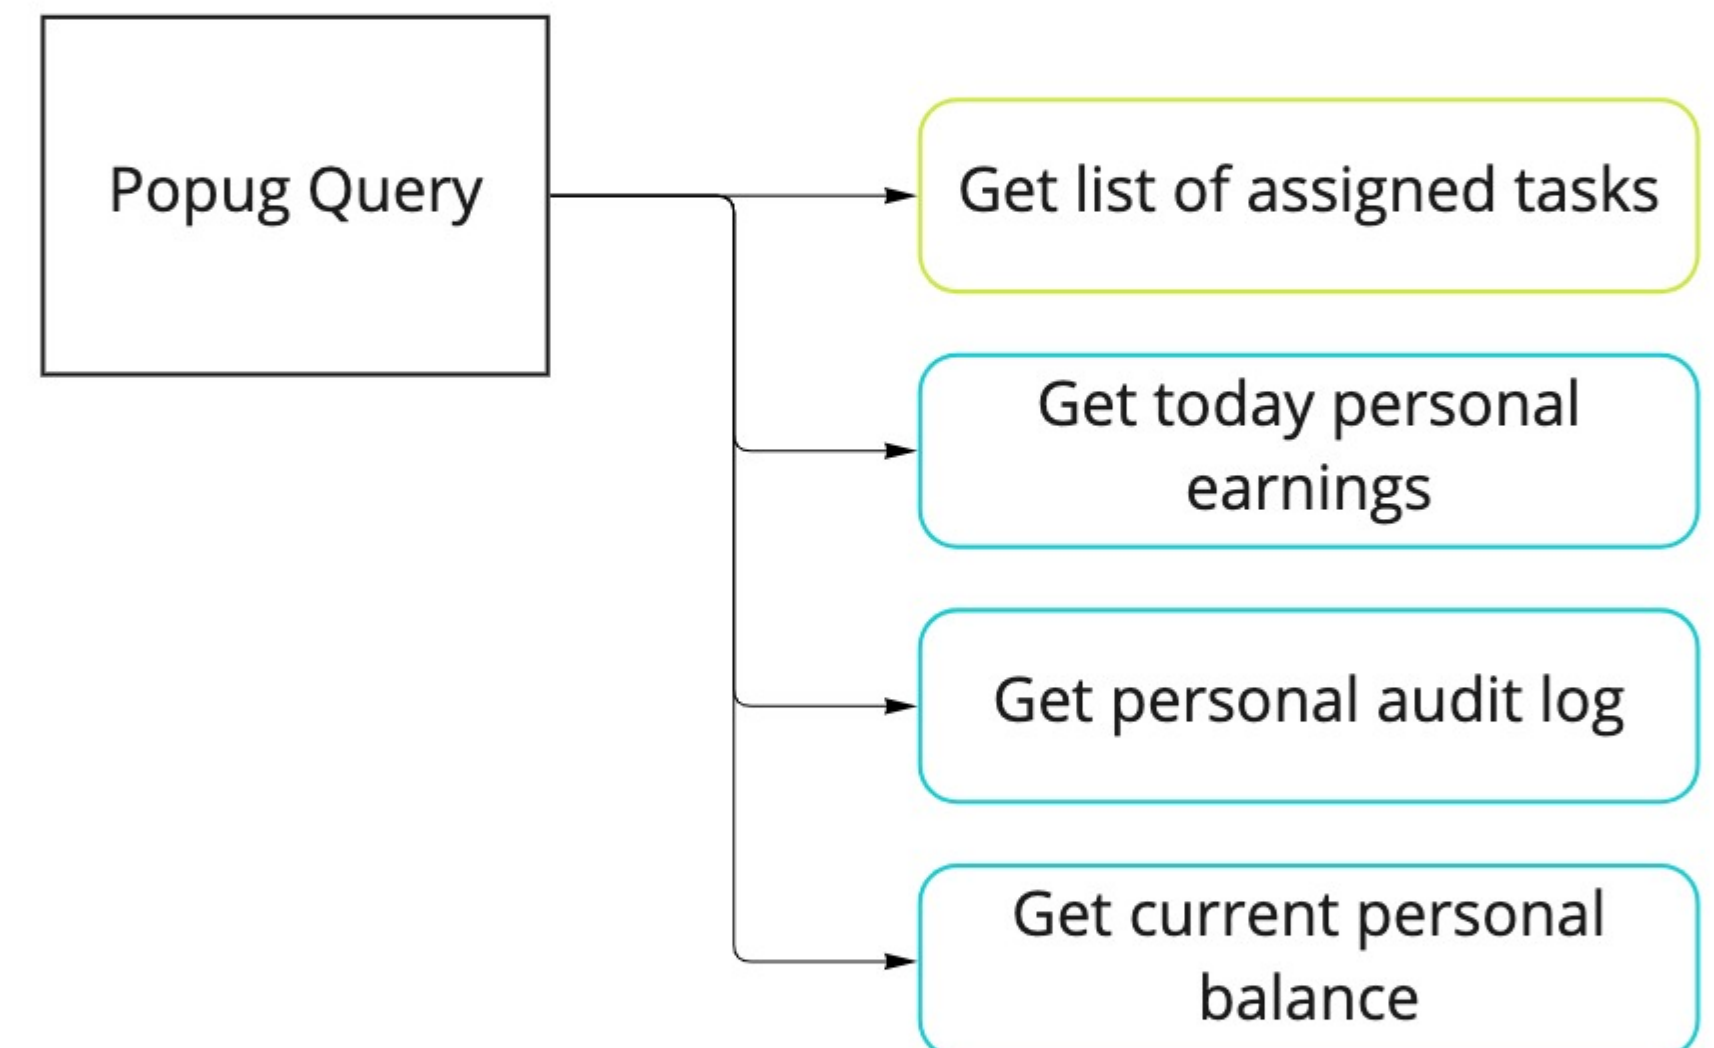 Popug Query
Get list of assigned tasks
Get today personal
earnings
Get personal audit log
Get current personal
balance